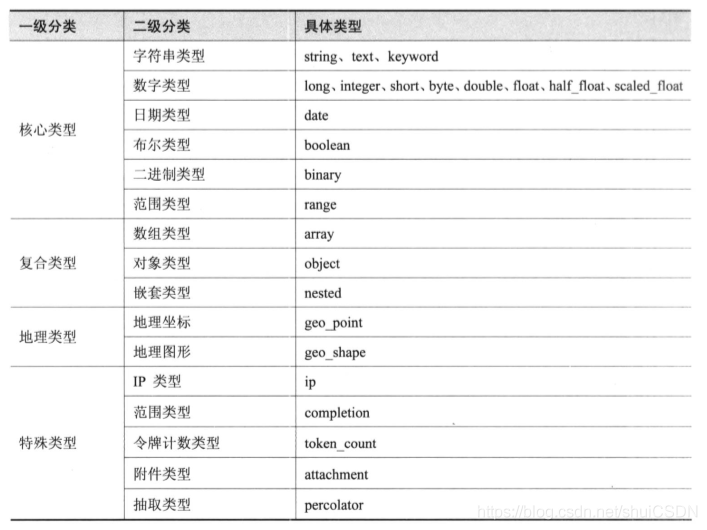 一级分类 二级分类 具体类型
核心类型 字符串类型 string、text、keyword
数字类型 long、integer、short、byte、double、float、half_float、scaled_float
日期类型 date
布尔类型 boolean
二进制类型 binary
范围类型 range
复合类型 数组类型 array
对象类型 object
嵌套类型 nested
地理类型 地理坐标 geo_point
地理图形 geo_shape
特殊类型 IP 类型 ip
范围类型 completion
令牌计数类型 token_count
附件类型 attachment
抽取类型 percolator
https://blog.csdn.net/shuiCSDN